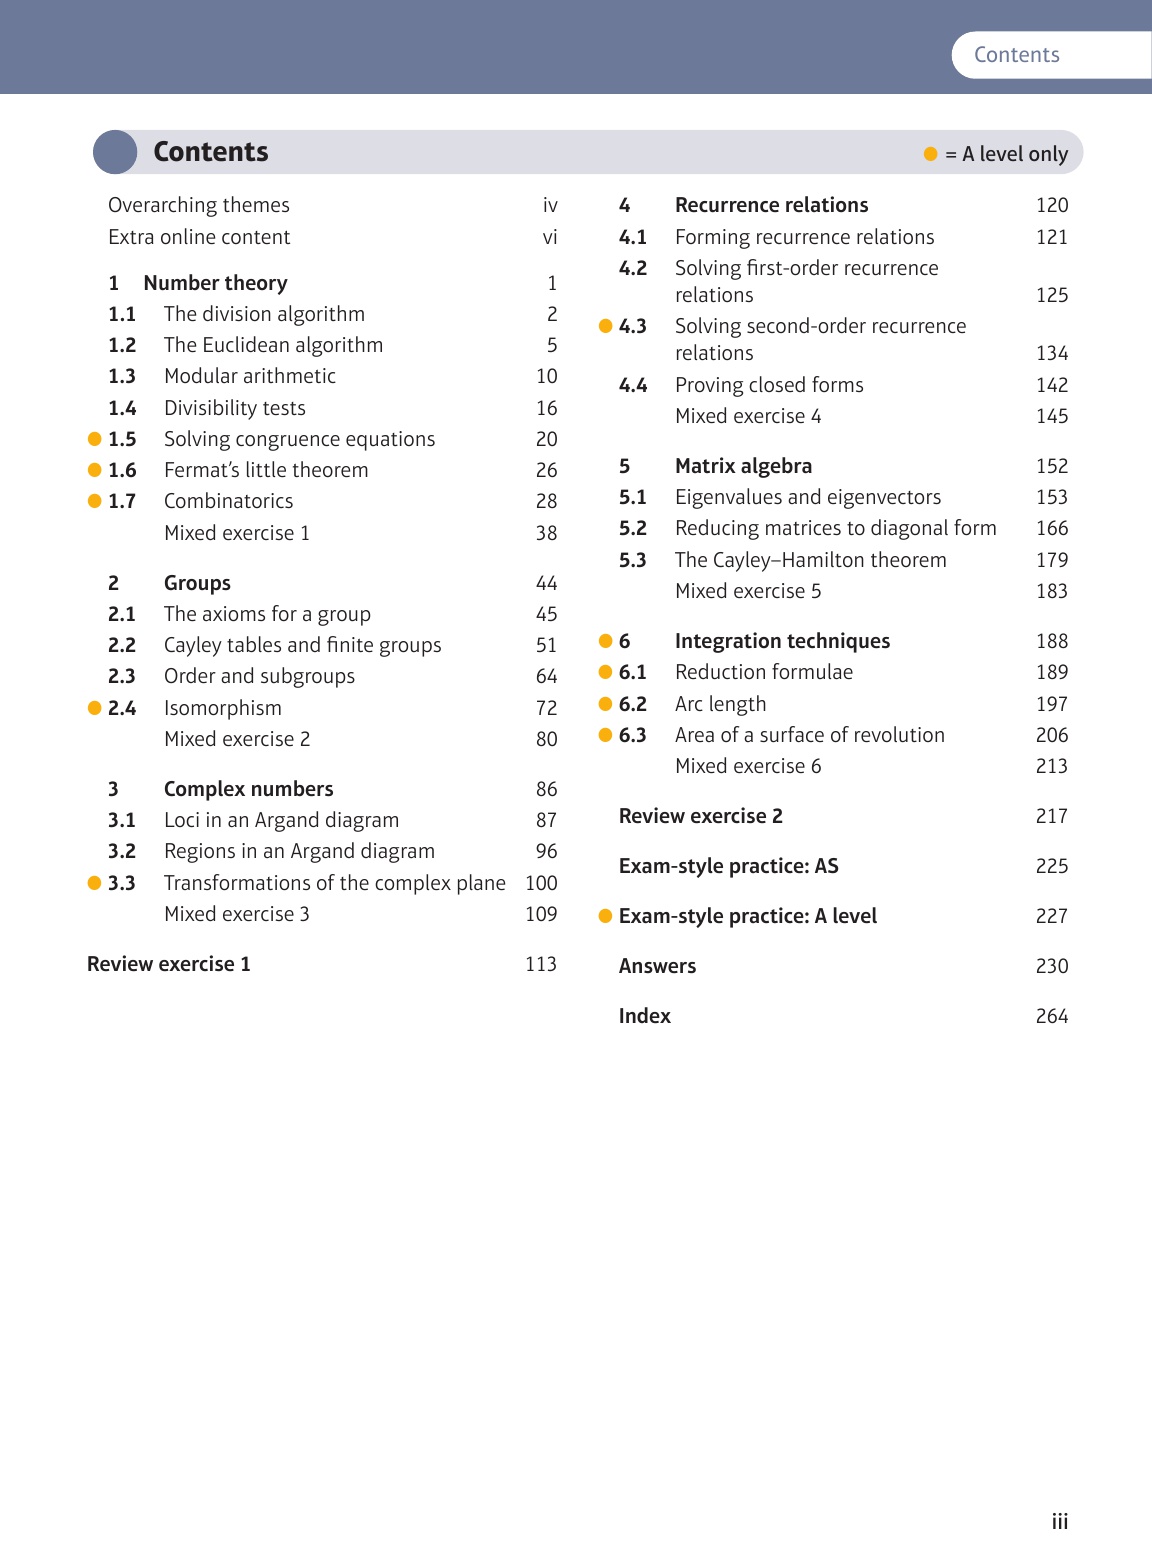 Contents
Contents
● = A level only
Overarching themes iv
Extra online content vi
1 Number theory 1
1.1 The division algorithm 2
1.2 The Euclidean algorithm 5
1.3 Modular arithmetic 10
1.4 Divisibility tests 16
● 1.5 Solving congruence equations 20
● 1.6 Fermat’s little theorem 26
● 1.7 Combinatorics 28
Mixed exercise 1 38
2 Groups 44
2.1 The axioms for a group 45
2.2 Cayley tables and finite groups 51
2.3 Order and subgroups 64
● 2.4 Isomorphism 72
Mixed exercise 2 80
3 Complex numbers 86
3.1 Loci in an Argand diagram 87
3.2 Regions in an Argand diagram 96
● 3.3 Transformations of the complex plane 100
Mixed exercise 3 109
Review exercise 1 113
4 Recurrence relations 120
4.1 Forming recurrence relations 121
4.2 Solving first-order recurrence
relations 125
● 4.3 Solving second-order recurrence
relations 134
4.4 Proving closed forms 142
Mixed exercise 4 145
5 Matrix algebra 152
5.1 Eigenvalues and eigenvectors 153
5.2 Reducing matrices to diagonal form 166
5.3 The Cayley–Hamilton theorem 179
Mixed exercise 5 183
● 6 Integration techniques 188
● 6.1 Reduction formulae 189
● 6.2 Arc length 197
● 6.3 Area of a surface of revolution 206
Mixed exercise 6 213
Review exercise 2 217
Exam-style practice: AS 225
● Exam-style practice: A level 227
Answers 230
Index 264
iii